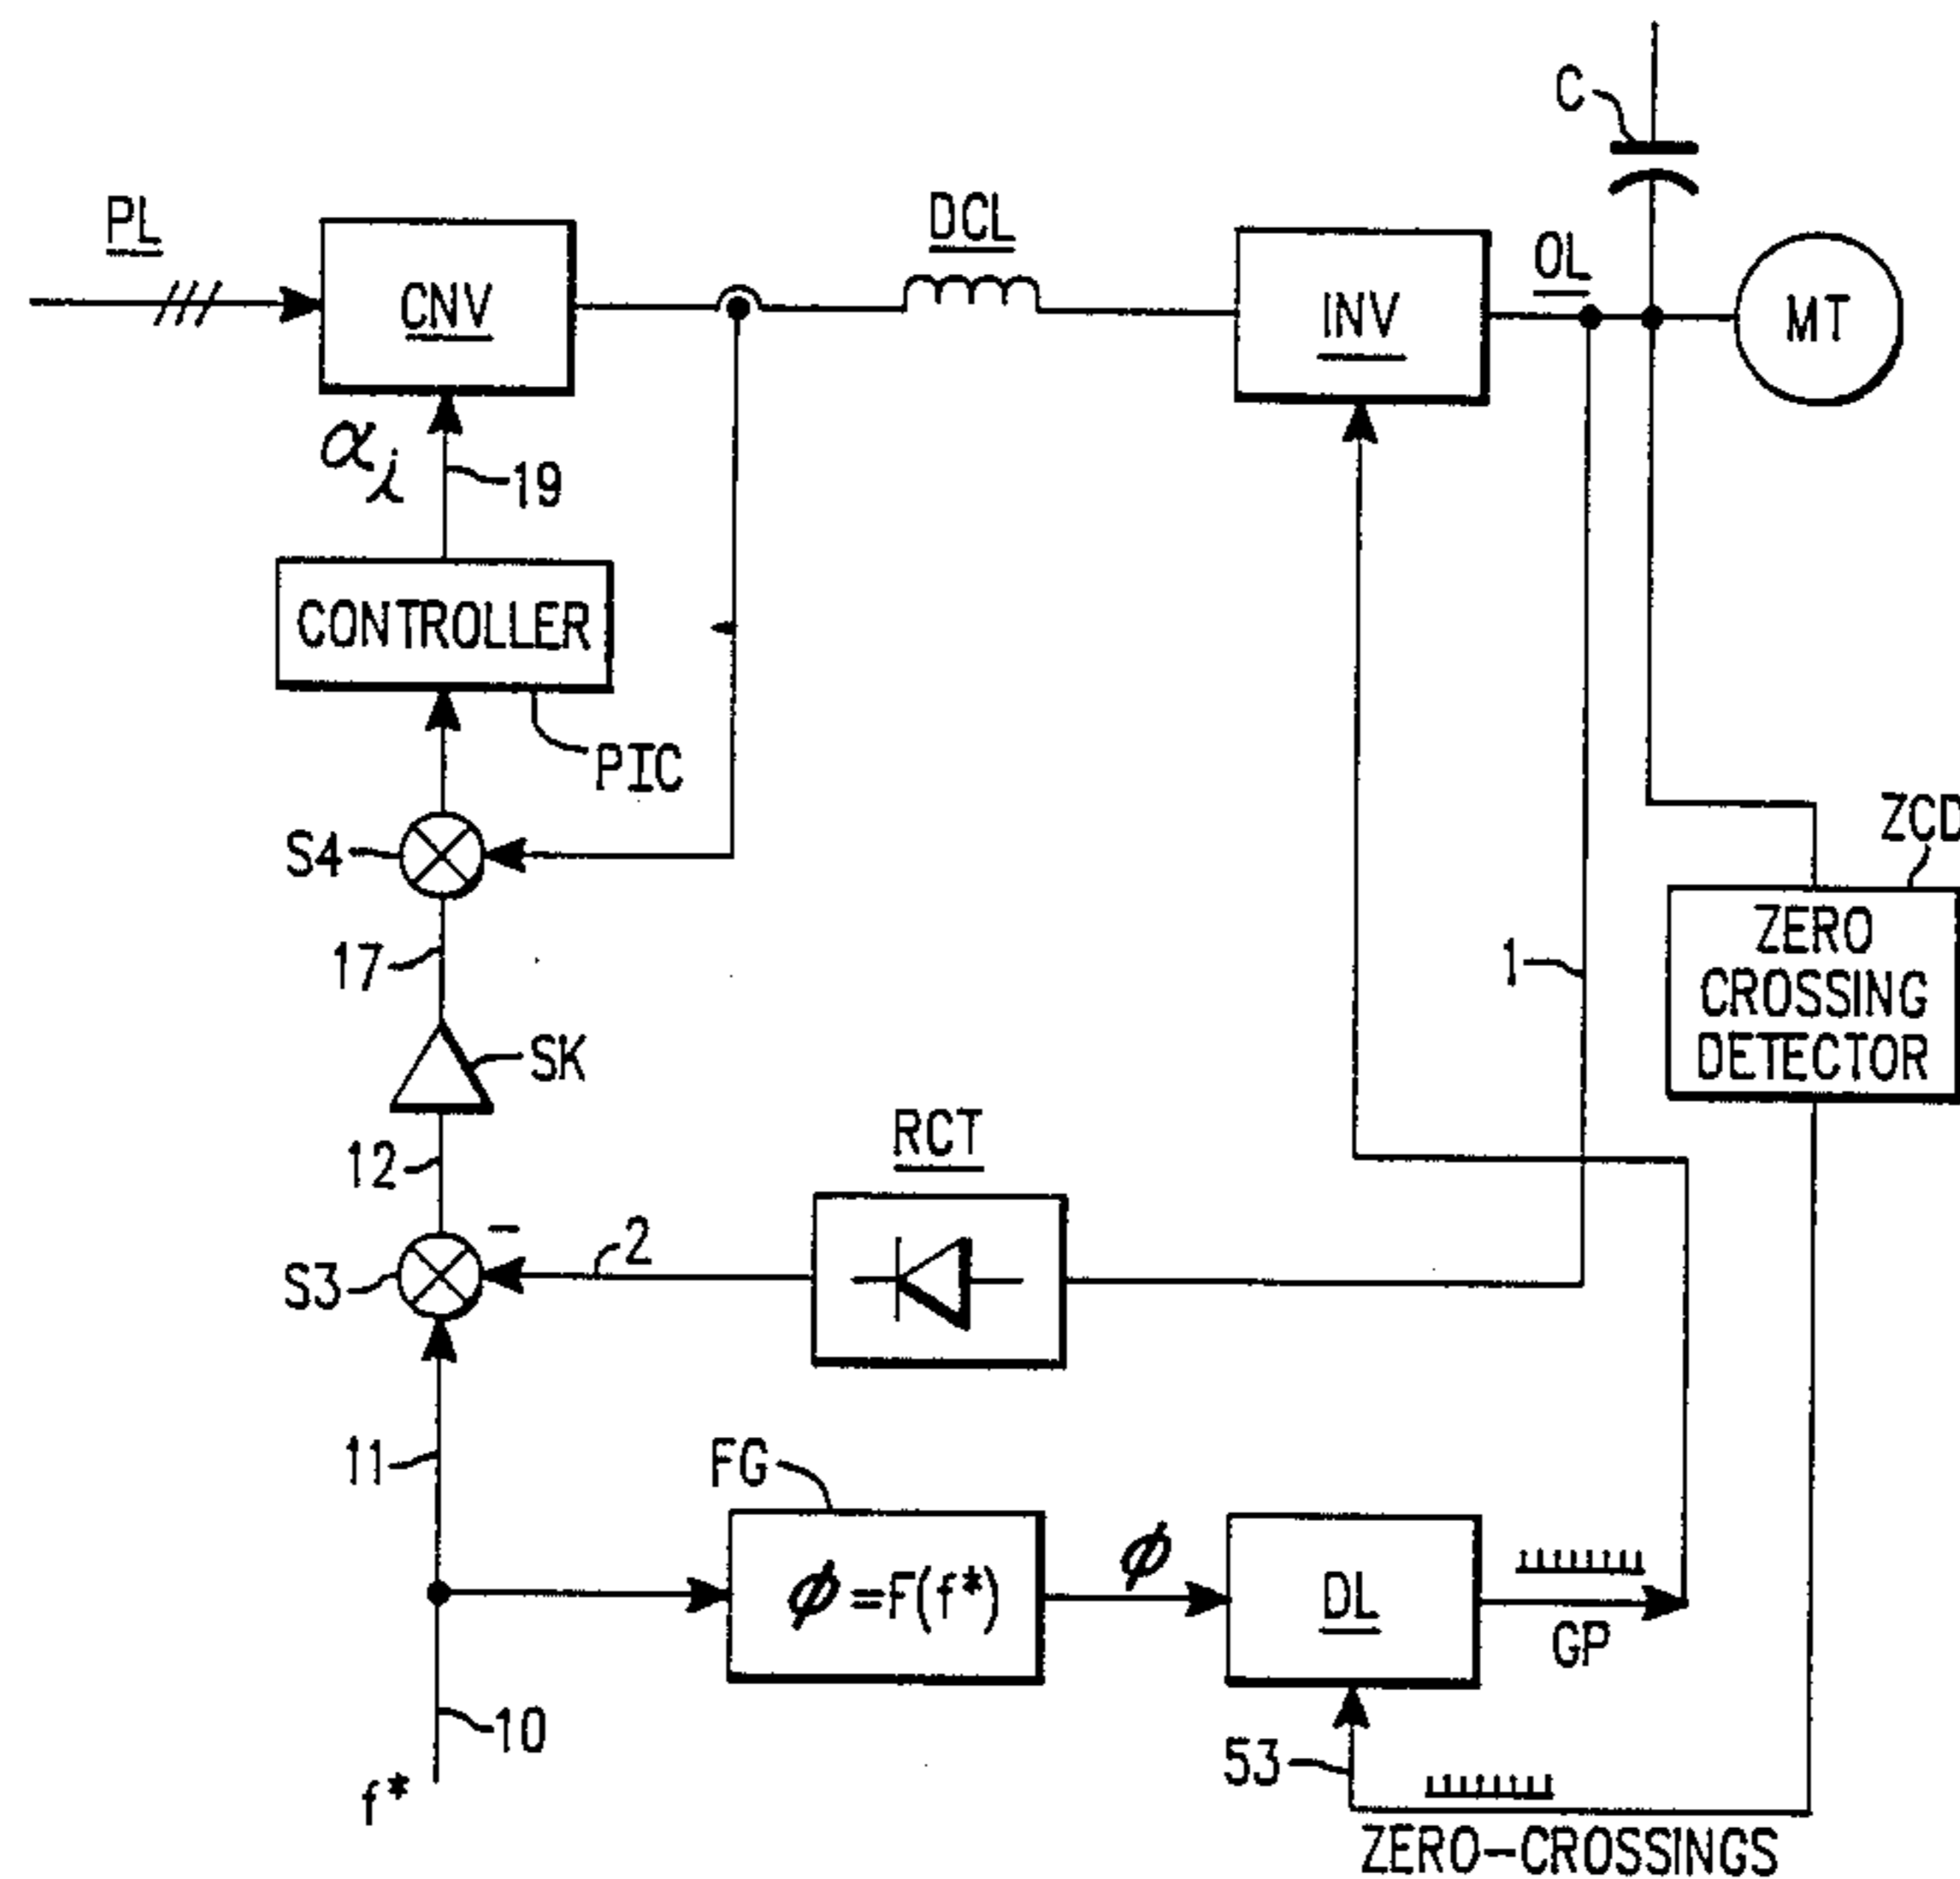 C
PL
DCL
OL
CNV
INV
MT
αi
19
CONTROLLER
PIC
ZCD
S4
ZERO
CROSSING
DETECTOR
17
1
SK
RCT
12
-
2
S3
11
FG
ϕ
ϕ=F(f*)
DL
GP
10
53
f*
ZERO-CROSSINGS